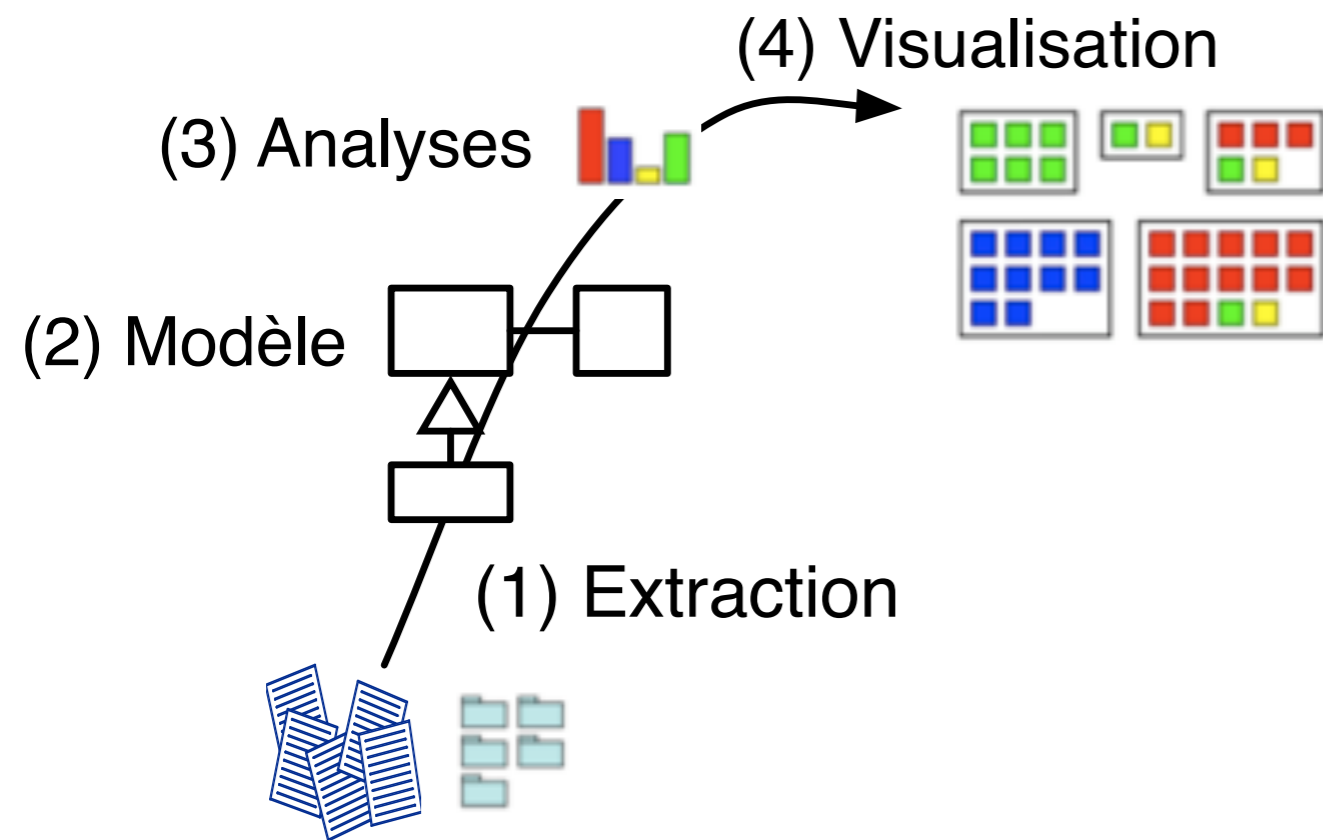 (4) Visualisation
(3) Analyses
(2) Modèle
(1) Extraction